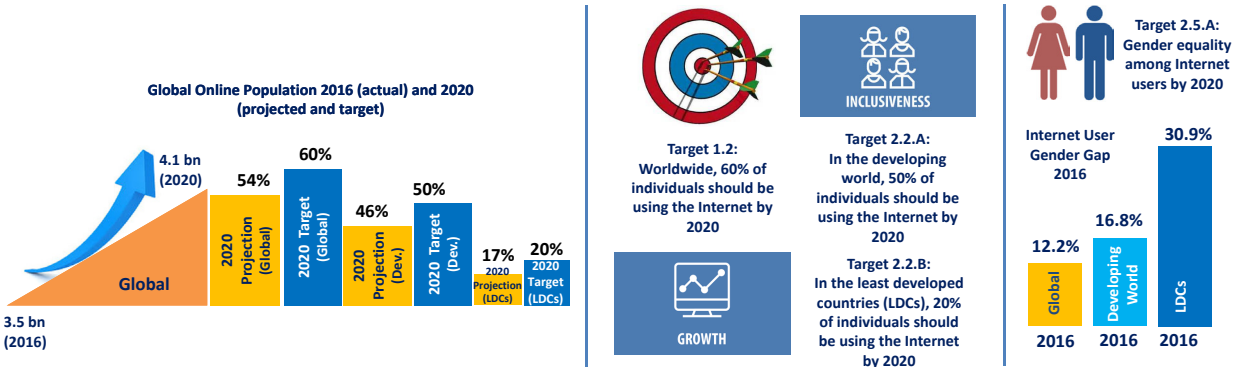 Global Online Population 2016 (actual) and 2020
(projected and target)
4.1 bn
(2020)
Global
3.5 bn
(2016)
54%
2020
Projection
(Global)
60%
2020 Target
(Global)
46%
2020
Projection
(Dev.)
50%
2020 Target
(Dev.)
17%
2020
Projection
(LDCs)
20%
2020
Target
(LDCs)
Target 1.2:
Worldwide, 60% of
individuals should be
using the Internet by
2020
GROWTH
INCLUSIVENESS
Target 2.2.A:
In the developing
world, 50% of
individuals should be
using the Internet by
2020
Target 2.2.B:
In the least developed
countries (LDCs), 20%
of individuals should
be using the Internet
by 2020
Target 2.5.A:
Gender equality
among Internet
users by 2020
Internet User
Gender Gap
2016
12.2%
Global
2016
16.8%
Developing
World
2016
30.9%
LDCs
2016